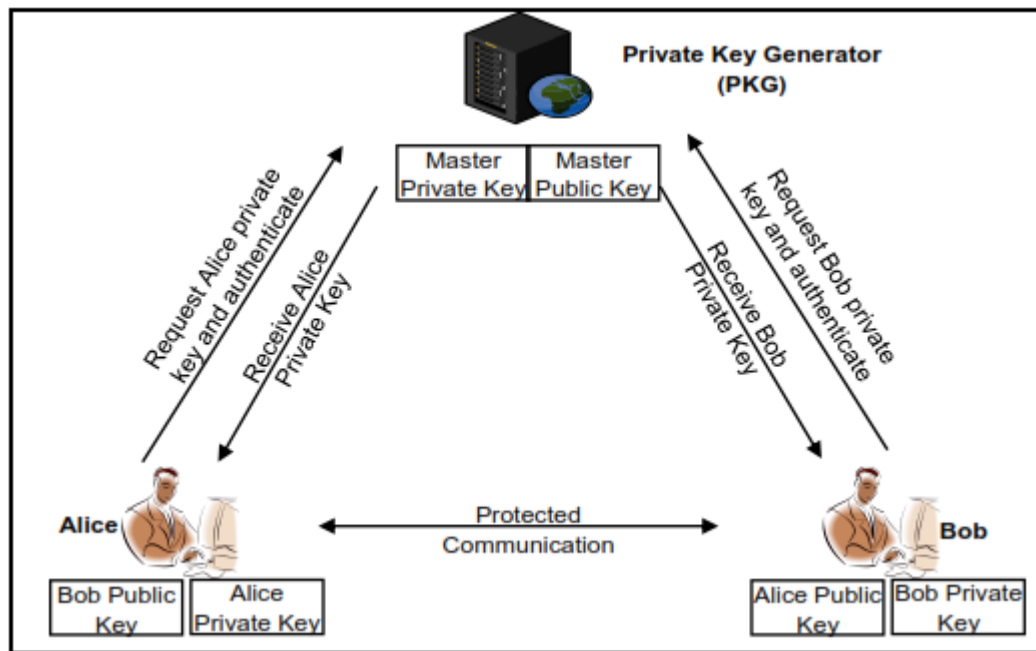 Private Key Generator
(PKG)
Master
Private Key
Master
Public Key
Request Alice private
key and authenticate
Receive Alice
Private Key
Receive Bob
Private Key
Request Bob private
key and authenticate
Alice
Protected
Communication
Bob
Bob Public
Key
Alice
Private Key
Alice Public
Key
Bob Private
Key